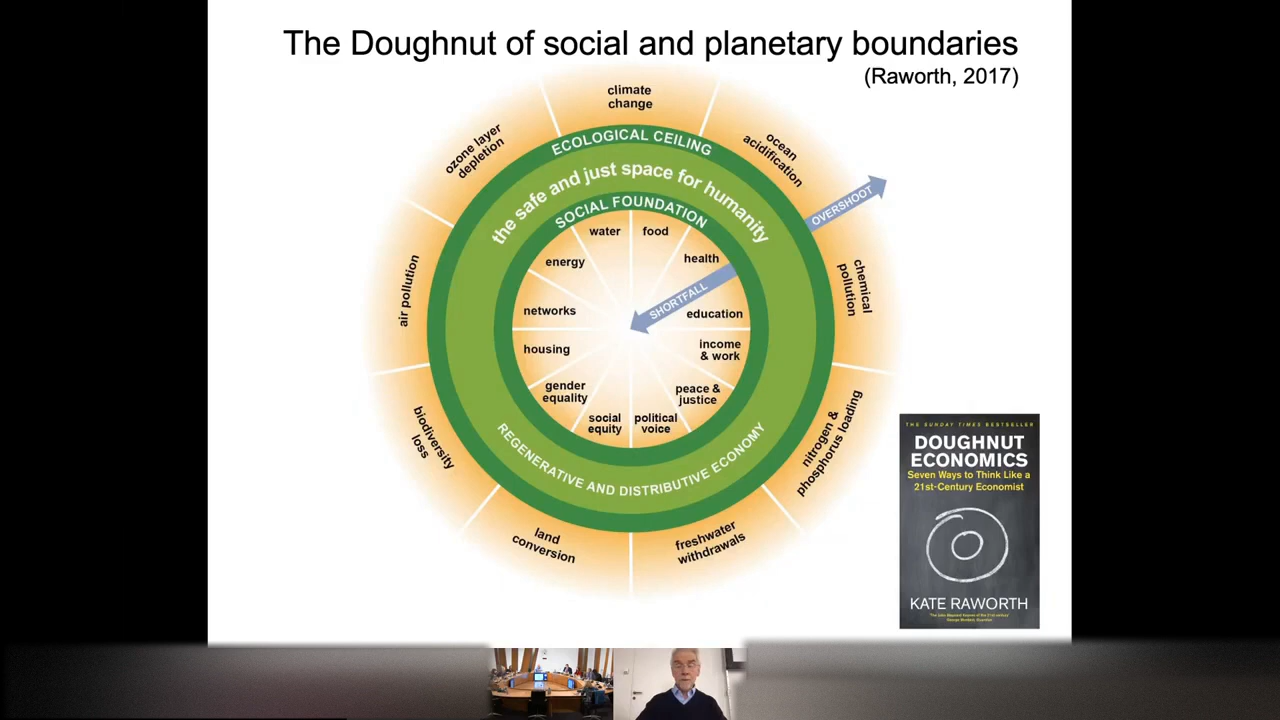 The Doughnut of social and planetary boundaries
(Raworth, 2017)
climate
change
ocean
acidification
chemical
pollution
nitrogen &
phosphorus loading
freshwater
withdrawals
land
conversion
biodiversity
loss
air pollution
ozone layer
depletion
OVERSHOOT
ECOLOGICAL CEILING
the safe and just space for humanity
SOCIAL FOUNDATION
water
food
health
SHORTFALL
education
income
& work
peace &
justice
political
voice
social
equity
gender
equality
housing
networks
energy
REGENERATIVE AND DISTRIBUTIVE ECONOMY
THE SUNDAY TIMES BESTSELLER
DOUGHNUT
ECONOMICS
Seven Ways to Think Like a
21st-Century Economist
KATE RAWORTH